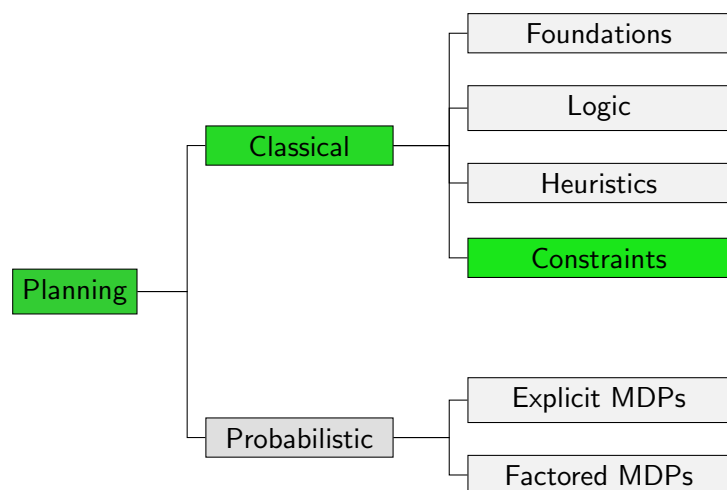 Foundations
Logic
Classical
Heuristics
Constraints
Planning
Explicit MDPs
Probabilistic
Factored MDPs